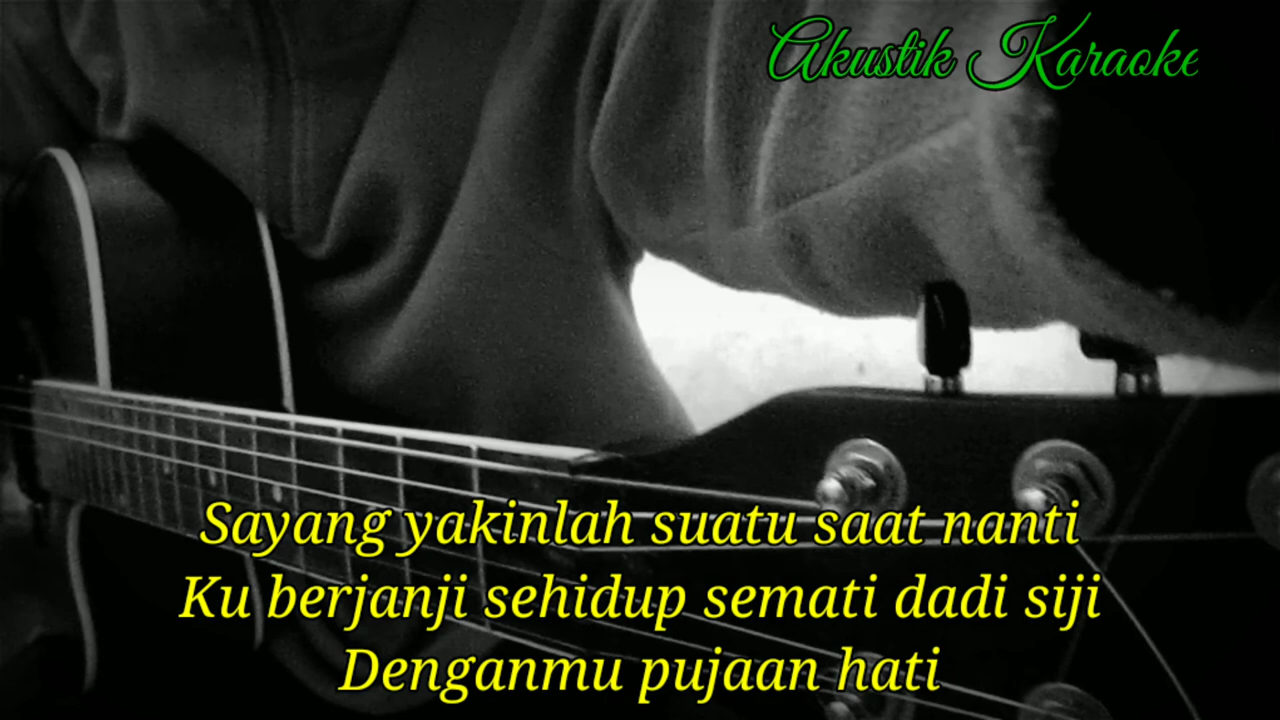 Akustik Karaoke
Sayang yakinlah suatu saat nanti
Ku berjanji sehidup semati dadi siji
Denganmu pujaan hati